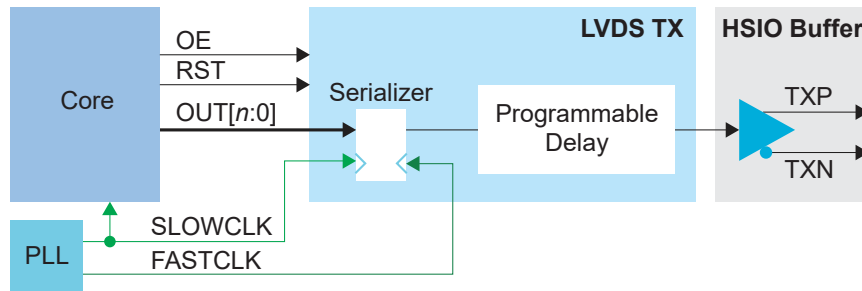 OE
LVDS TX
HSIO Buffer
RST
Core
Serializer
OUT[n:0]
Programmable
Delay
TXP
TXN
SLOWCLK
PLL
FASTCLK